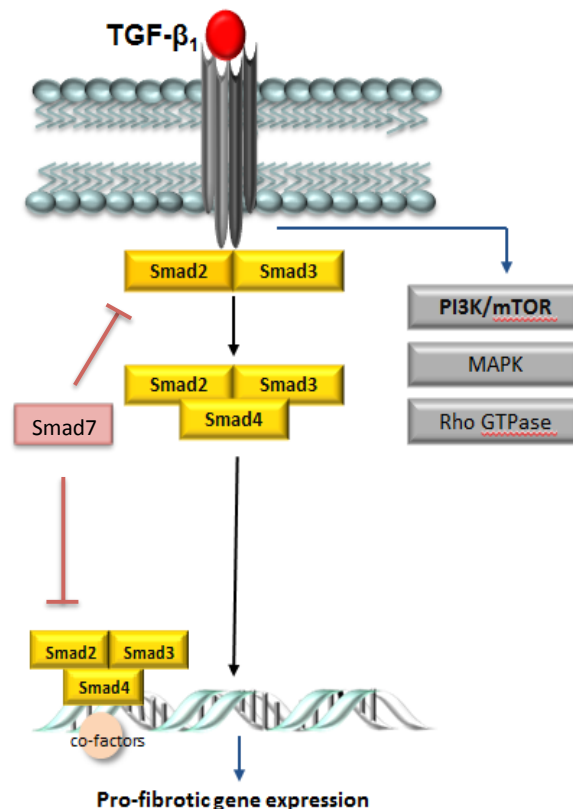 TGF-β₁
Smad2 Smad3
PI3K/mTOR
MAPK
Rho GTPase
Smad2 Smad3
Smad4
Smad7
Smad2 Smad3
Smad4
co-factors
Pro-fibrotic gene expression